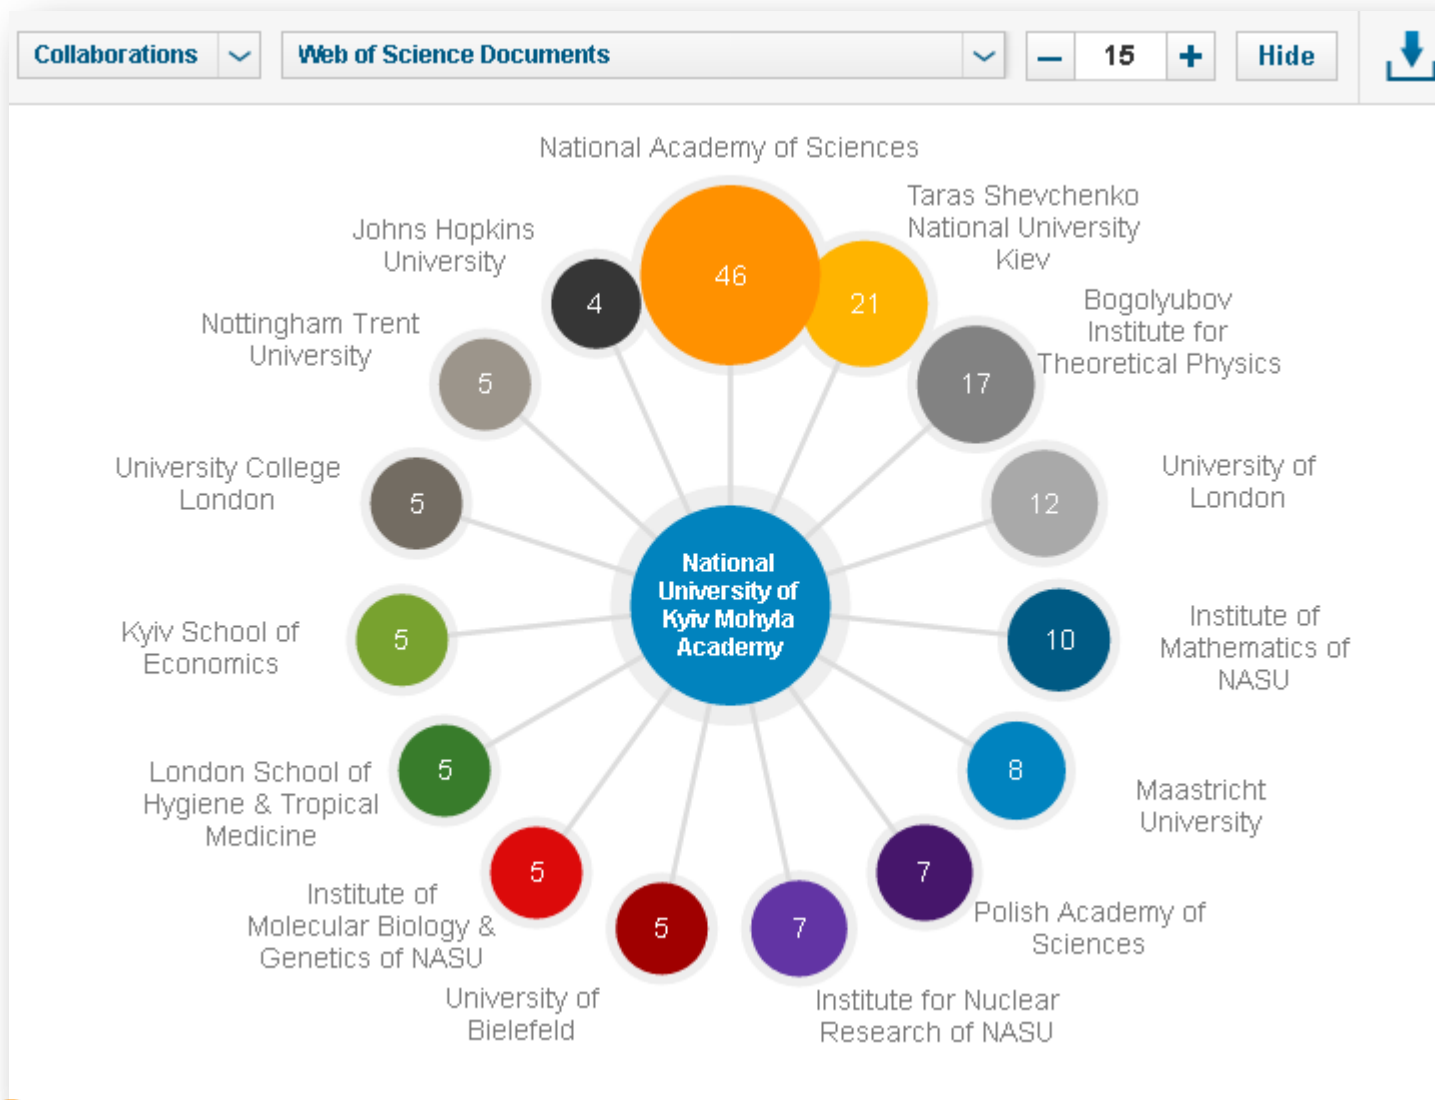 Collaborations
Web of Science Documents
15
Hide
National Academy of Sciences
46
Taras Shevchenko
National University
Kiev
21
Bogolyubov
Institute for
Theoretical Physics
17
University of
London
12
Institute of
Mathematics of
NASU
10
Maastricht
University
8
Polish Academy of
Sciences
7
Institute for Nuclear
Research of NASU
7
University of
Bielefeld
5
Institute of
Molecular Biology &
Genetics of NASU
5
London School of
Hygiene & Tropical
Medicine
5
Kyiv School of
Economics
5
University College
London
5
Nottingham Trent
University
5
Johns Hopkins
University
4
National
University of
Kyiv Mohyla
Academy